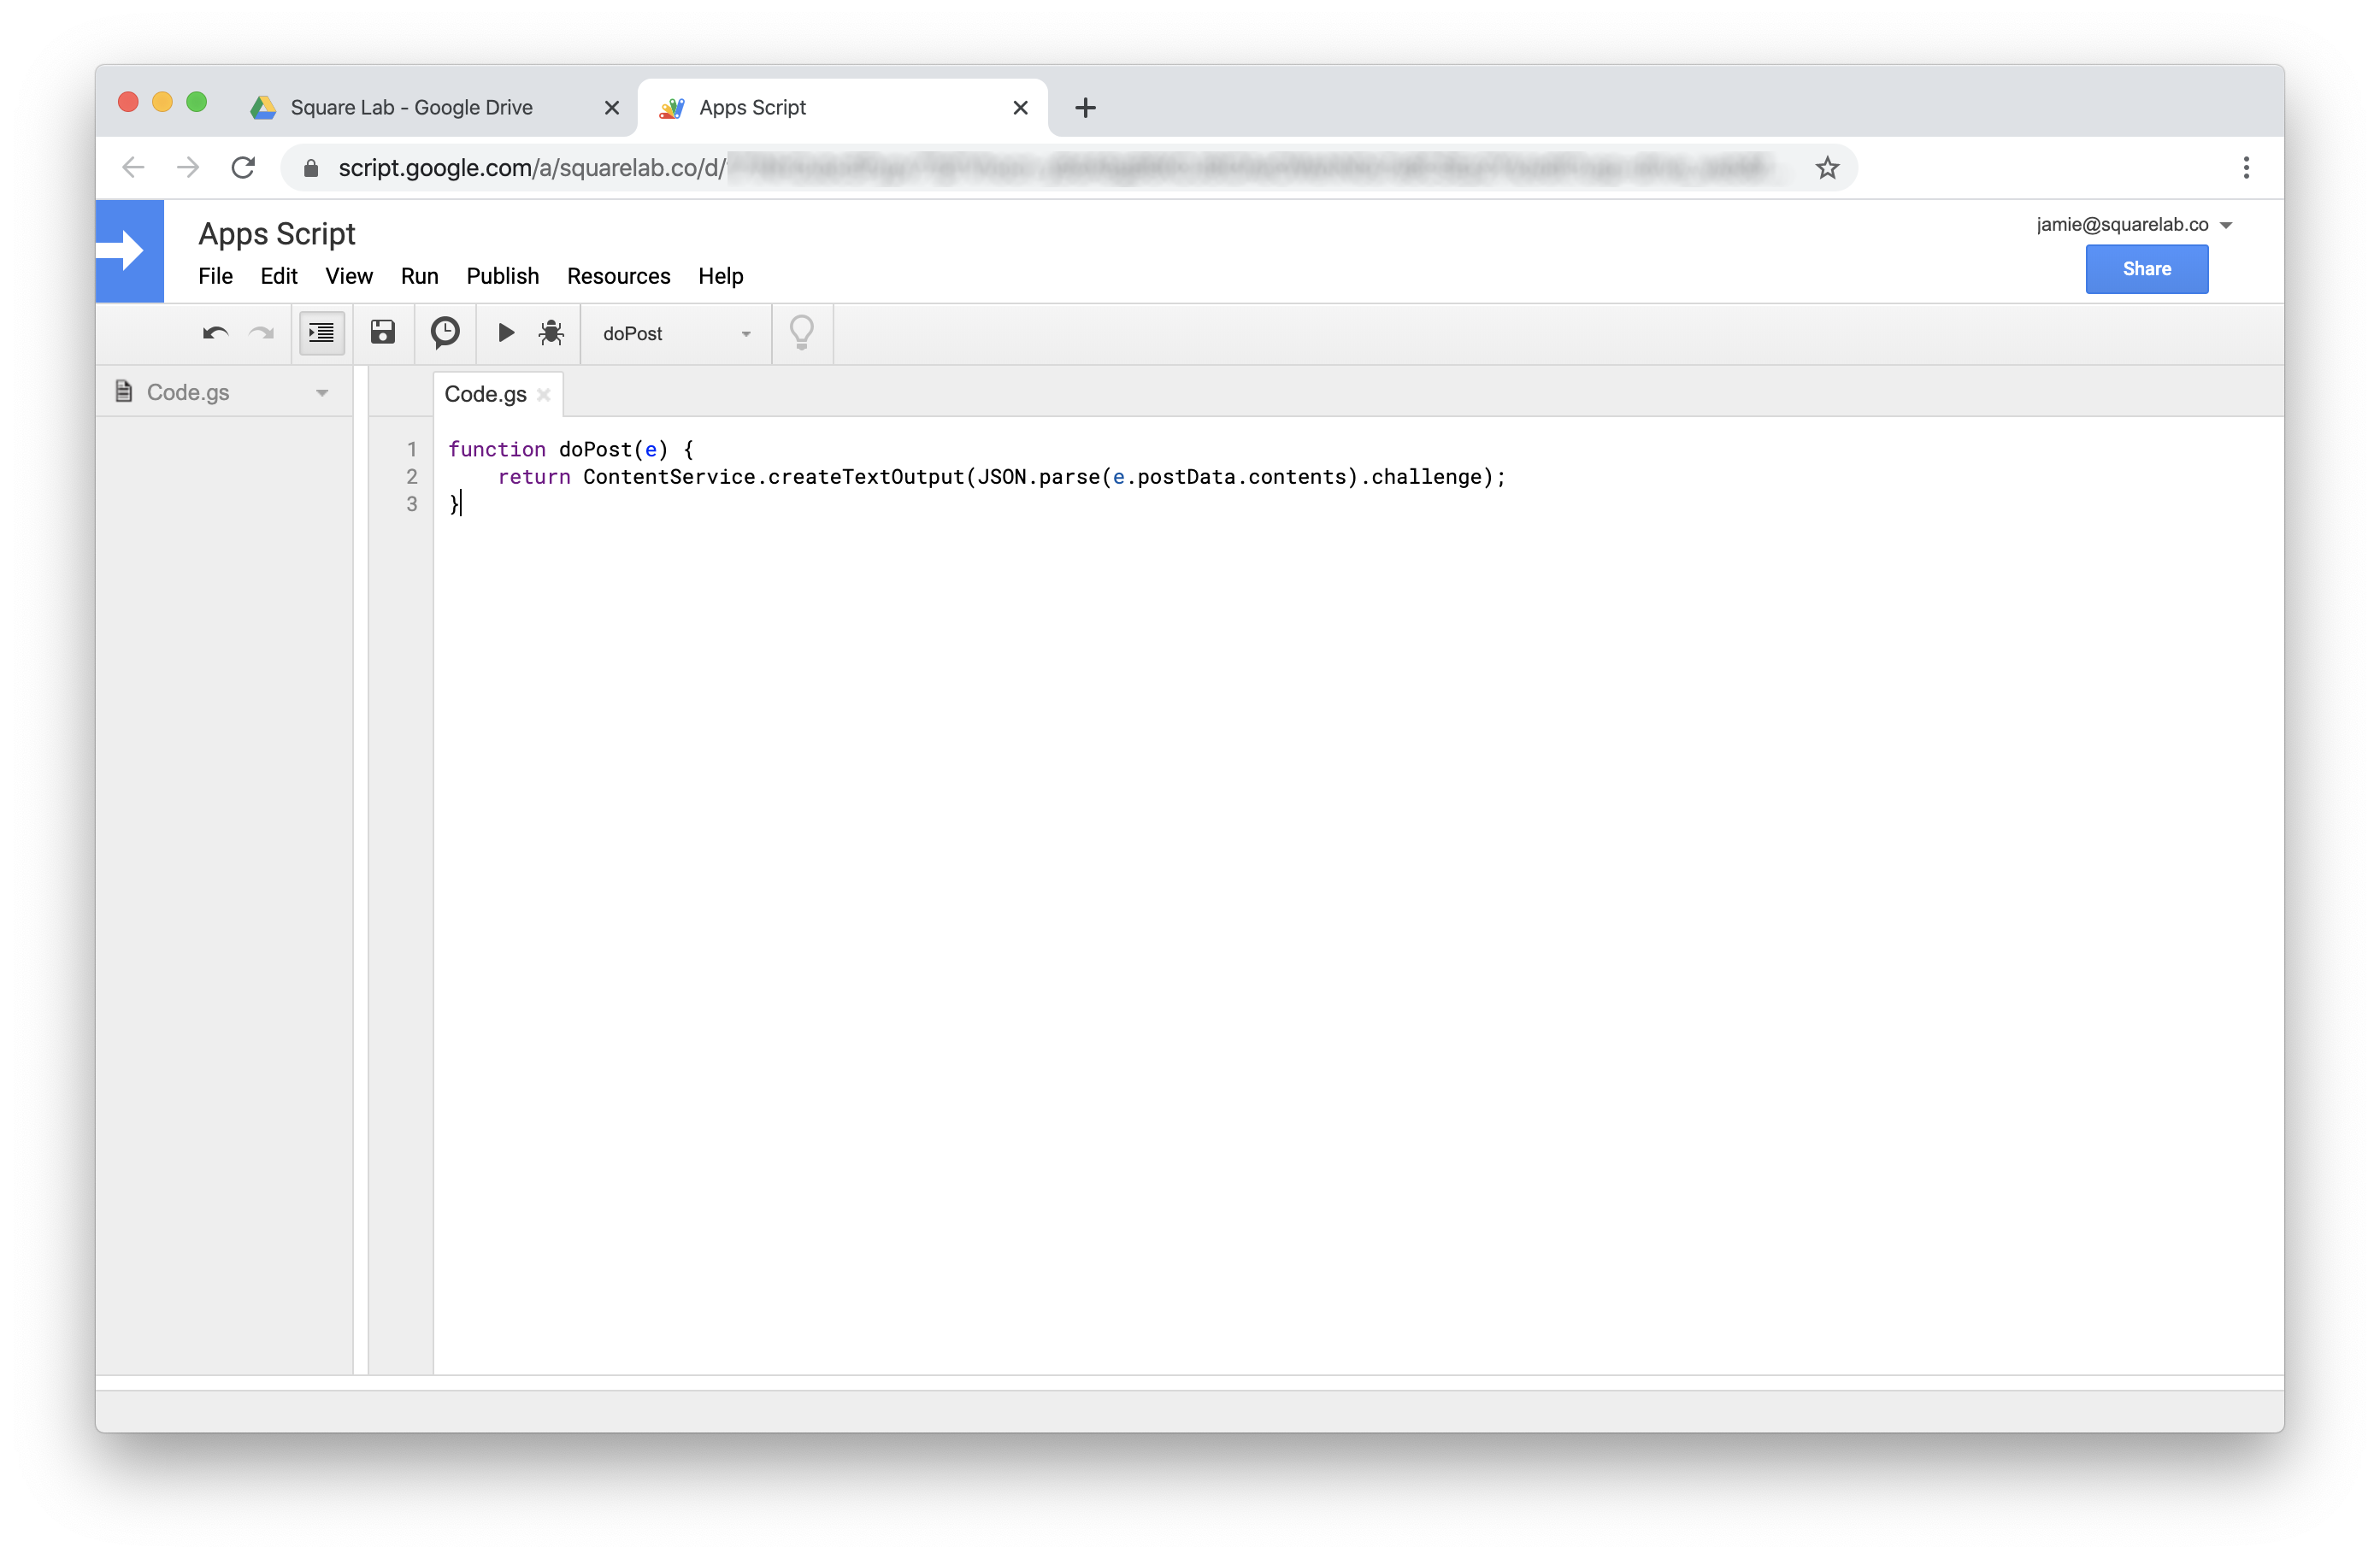 Square Lab - Google Drive
Apps Script
script.google.com/a/squarelab.co/d/
Apps Script
jamie@squarelab.co
File Edit View Run Publish Resources Help
Share
doPost
Code.gs
Code.gs
1 function doPost(e) {
2     return ContentService.createTextOutput(JSON.parse(e.postData.contents).challenge);
3 }